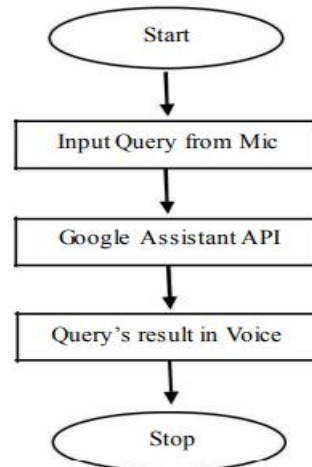 Start
Input Query from Mic
Google Assistant API
Query's result in Voice
Stop